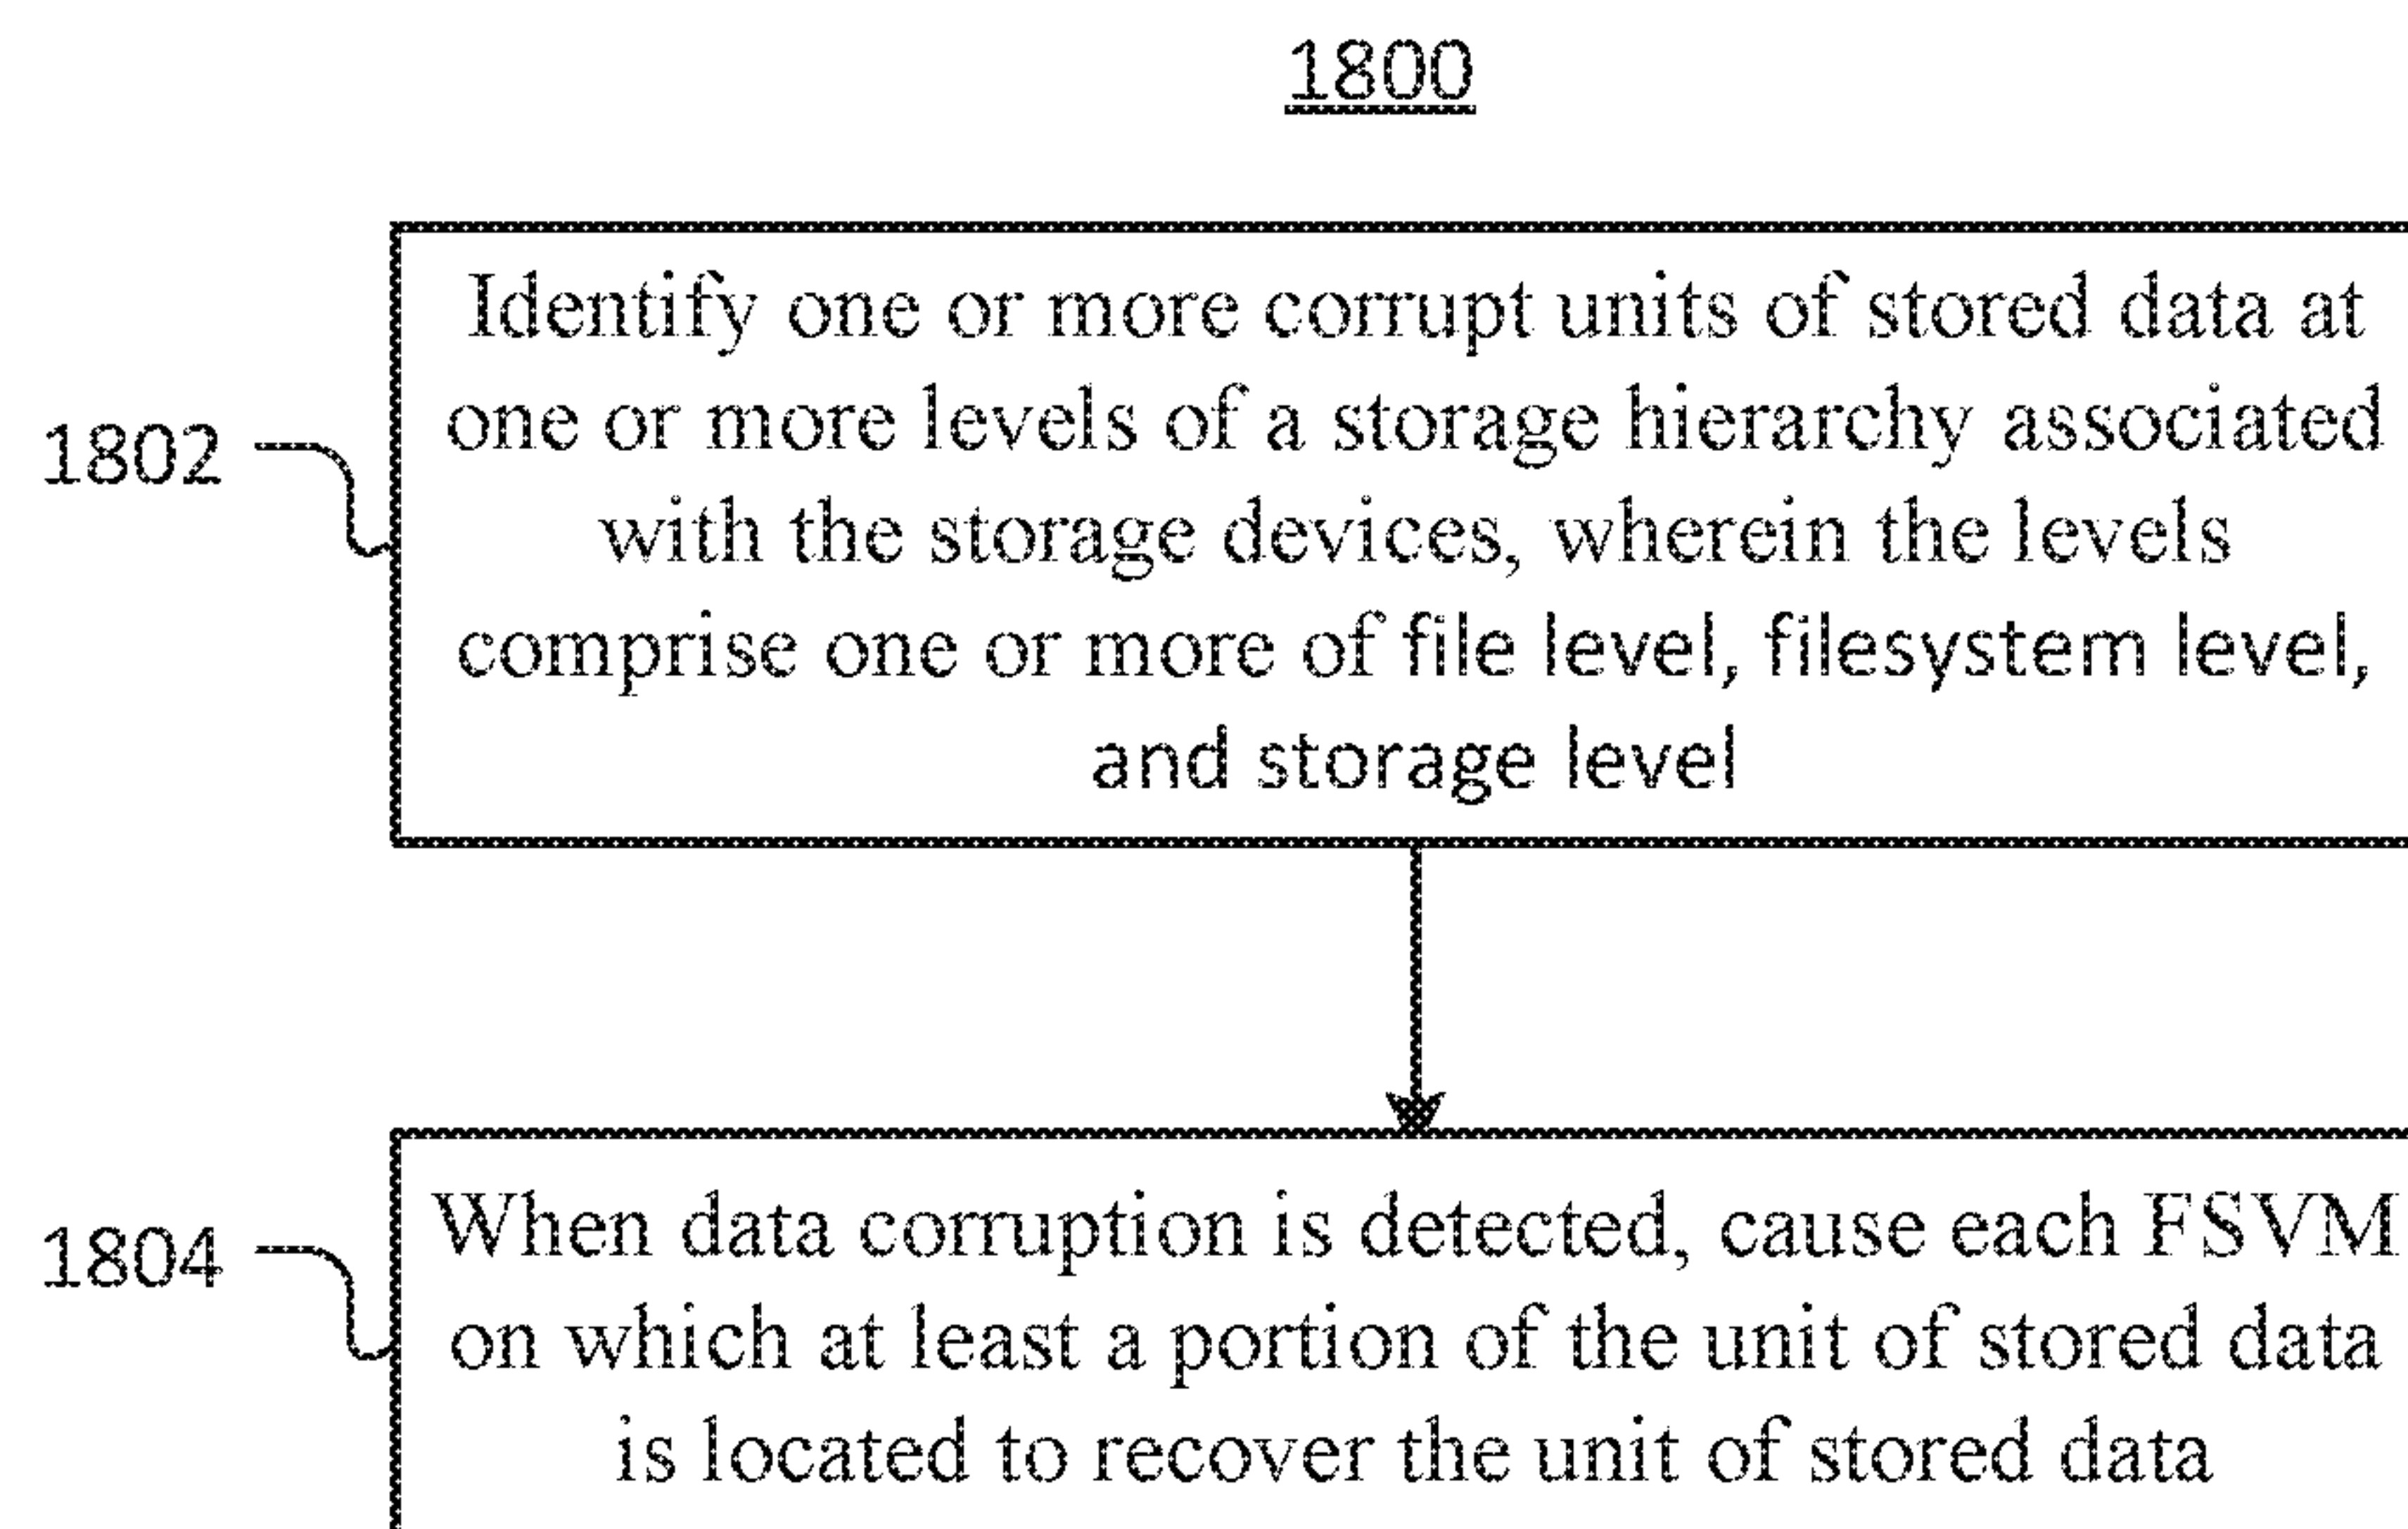 1800
Identify one or more corrupt units of stored data at
one or more levels of a storage hierarchy associated
1802
with the storage devices, wherein the levels
comprise one or more of file level, filesystem level,
and storage level
When data corruption is detected, cause each FSVM
1804
on which at least a portion of the unit of stored data
is located to recover the unit of stored data